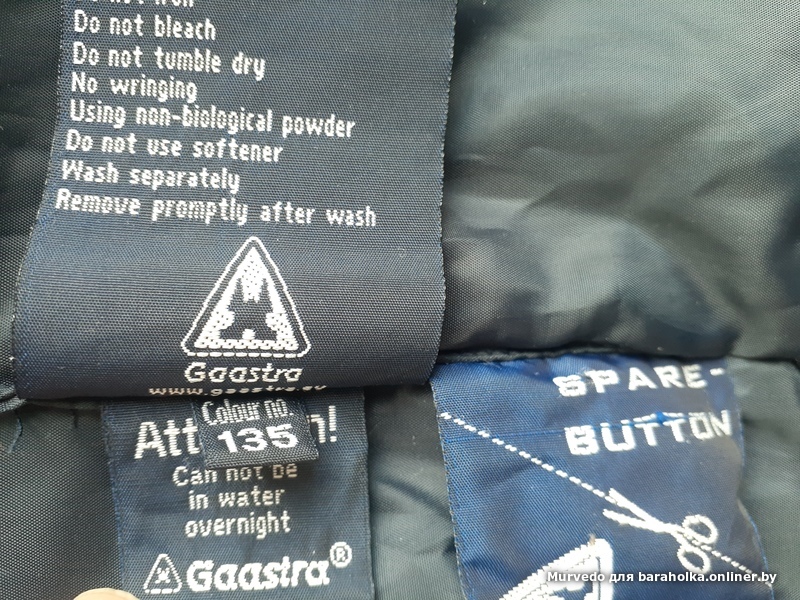 Do not bleach
Do not tumble dry
No wringing
Using non-biological powder
Do not use softener
Wash separately
Remove promptly after wash
Gaastra
Colour no.
135
Can not be
in water
overnight
Gaastra®
SPARE-
BUTTON
Murvedo для baraholka.onliner.by